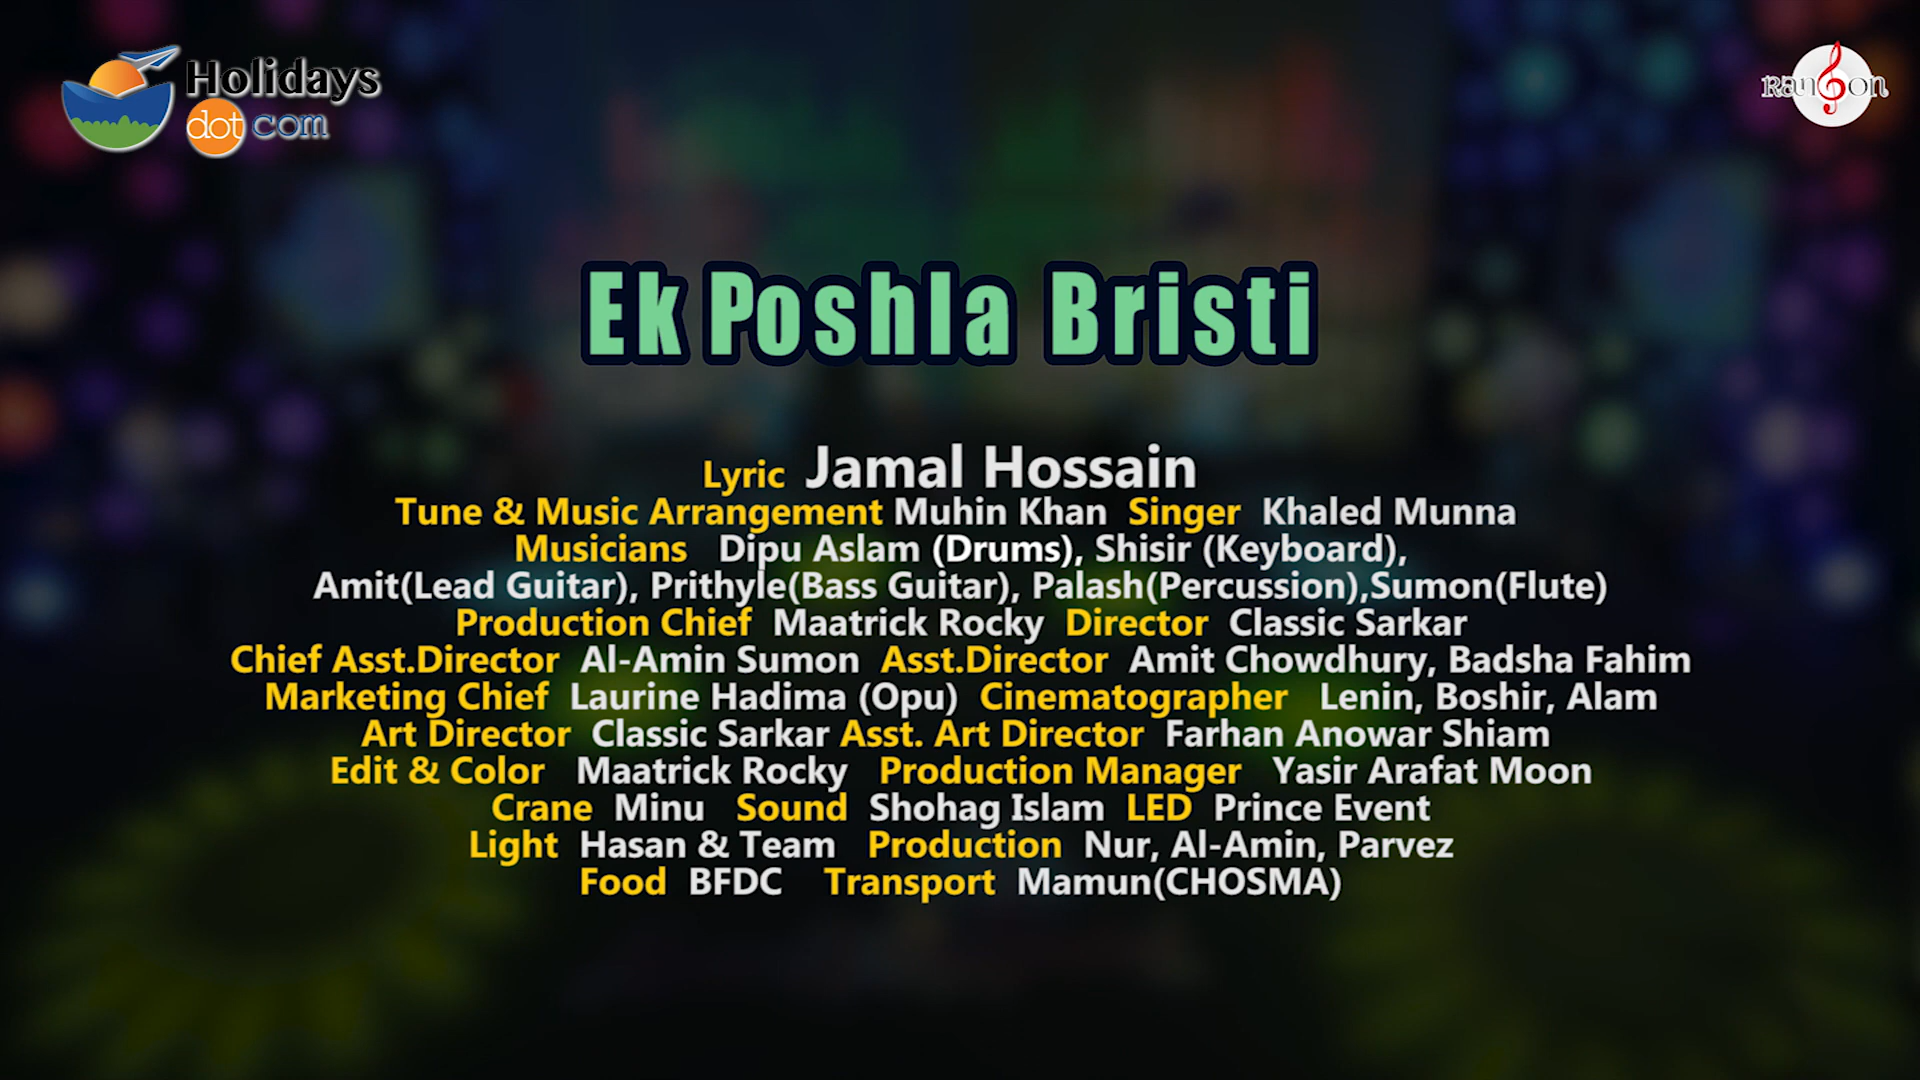 Holidays
dot com
RanGon
Ek Poshla Bristi
Lyric Jamal Hossain
Tune & Music Arrangement Muhin Khan Singer Khaled Munna
Musicians Dipu Aslam (Drums), Shisir (Keyboard),
Amit(Lead Guitar), Prithyle(Bass Guitar), Palash(Percussion),Sumon(Flute)
Production Chief Maatrick Rocky Director Classic Sarkar
Chief Asst.Director Al-Amin Sumon Asst.Director Amit Chowdhury, Badsha Fahim
Marketing Chief Laurine Hadima (Opu) Cinematographer Lenin, Boshir, Alam
Art Director Classic Sarkar Asst. Art Director Farhan Anowar Shiam
Edit & Color Maatrick Rocky Production Manager Yasir Arafat Moon
Crane Minu Sound Shohag Islam LED Prince Event
Light Hasan & Team Production Nur, Al-Amin, Parvez
Food BFDC Transport Mamun(CHOSMA)